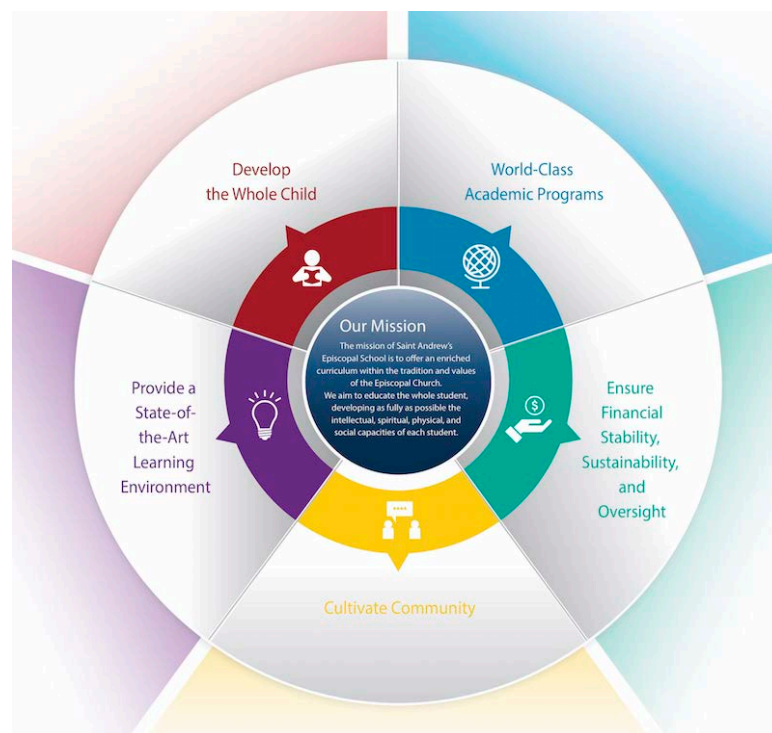 Develop
the Whole Child
World-Class
Academic Programs
Our Mission
The mission of Saint Andrew's
Episcopal School is to offer an enriched
curriculum within the tradition and values
of the Episcopal Church.
We aim to educate the whole student,
developing as fully as possible the
intellectual, spiritual, physical, and
social capacities of each student.
Provide a
State-of-
the-Art
Learning
Environment
Ensure
Financial
Stability,
Sustainability,
and
Oversight
$
Cultivate Community